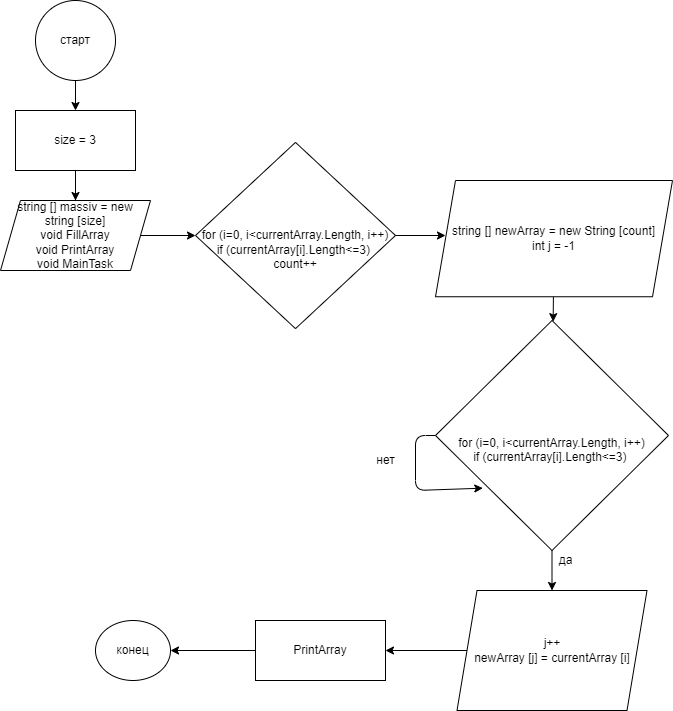 старт
size = 3
string [] massiv = new
string [size]
void FillArray
void PrintArray
void MainTask
for (i=0, i<currentArray.Length, i++)
if (currentArray[i].Length<=3)
count++
string [] newArray = new String [count]
int j = -1
for (i=0, i<currentArray.Length, i++)
if (currentArray[i].Length<=3)
нет
да
j++
newArray [j] = currentArray [i]
PrintArray
конец